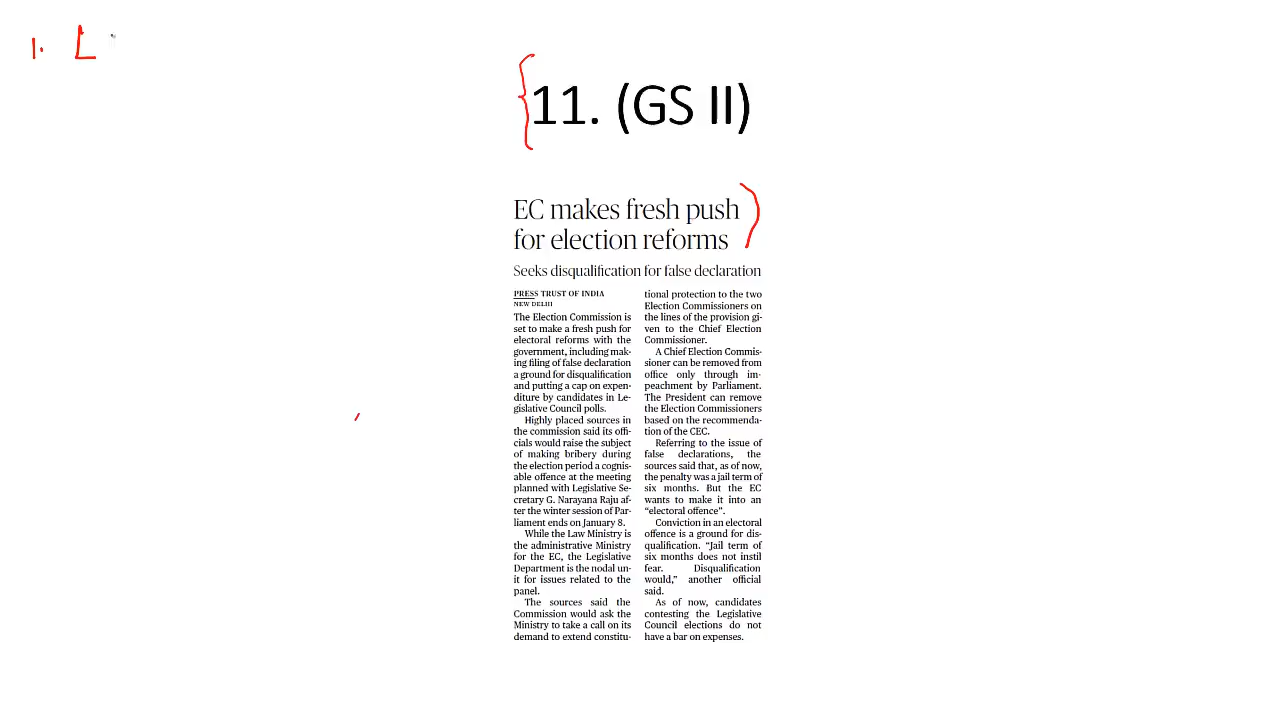 1. L
11. (GS II)
EC makes fresh push
for election reforms
Seeks disqualification for false declaration
PRESS TRUST OF INDIA
NEW DELHI
The Election Commission is
set to make a fresh push for
electoral reforms with the
government, including mak-
ing filing of false declaration
a ground for disqualification
and putting a cap on expen-
diture by candidates in Le-
gislative Council polls.
Highly placed sources in
the commission said its offi-
cials would raise the subject
of making bribery during
the election period a cognis-
able offence at the meeting
planned with Legislative Se-
cretary G. Narayana Raju af-
ter the winter session of Par-
liament ends on January 8.
While the Law Ministry is
the administrative Ministry
for the EC, the Legislative
Department is the nodal un-
it for issues related to the
panel.
The sources said the
Commission would ask the
Ministry to take a call on its
demand to extend constitu-
tional protection to the two
Election Commissioners on
the lines of the provision gi-
ven to the Chief Election
Commissioner.
A Chief Election Commis-
sioner can be removed from
office only through im-
peachment by Parliament.
The President can remove
the Election Commissioners
based on the recommenda-
tion of the CEC.
Referring to the issue of
false declarations, the
sources said that, as of now,
the penalty was a jail term of
six months. But the EC
wants to make it into an
“electoral offence”.
Conviction in an electoral
offence is a ground for dis-
qualification. “Jail term of
six months does not instil
fear. Disqualification
would,” another official
said.
As of now, candidates
contesting the Legislative
Council elections do not
have a bar on expenses.